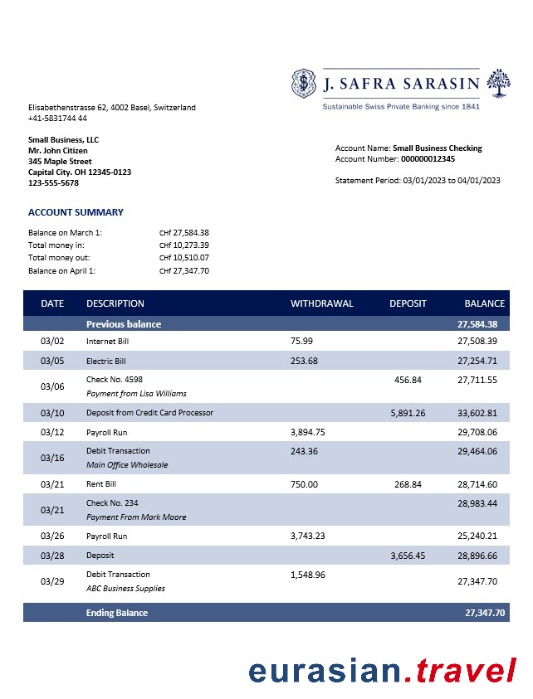 J. SAFRA SARASIN
Sustainable Swiss Private Banking since 1841
Elisabethenstrasse 62, 4002 Basel, Switzerland
+41-5831744 44
Small Business, LLC
Mr. John Citizen
345 Maple Street
Capital City. OH 12345-0123
123-555-5678
Account Name: Small Business Checking
Account Number: 000000012345
Statement Period: 03/01/2023 to 04/01/2023
ACCOUNT SUMMARY
Balance on March 1: CHf 27,584.38
Total money in: CHf 10,273.39
Total money out: CHf 10,510.07
Balance on April 1: CHf 27,347.70
DATE DESCRIPTION WITHDRAWAL DEPOSIT BALANCE
Previous balance 27,584.38
03/02 Internet Bill 75.99 27,508.39
03/05 Electric Bill 253.68 27,254.71
03/06 Check No. 4598 456.84 27,711.55
Payment from Lisa Williams
03/10 Deposit from Credit Card Processor 5,891.26 33,602.81
03/12 Payroll Run 3,894.75 29,708.06
03/16 Debit Transaction 243.36 29,464.06
Main Office Wholesale
03/21 Rent Bill 750.00 268.84 28,714.60
03/21 Check No. 234 28,983.44
Payment From Mark Moore
03/26 Payroll Run 3,743.23 25,240.21
03/28 Deposit 3,656.45 28,896.66
03/29 Debit Transaction 1,548.96 27,347.70
ABC Business Supplies
Ending Balance 27,347.70
eurasian.travel